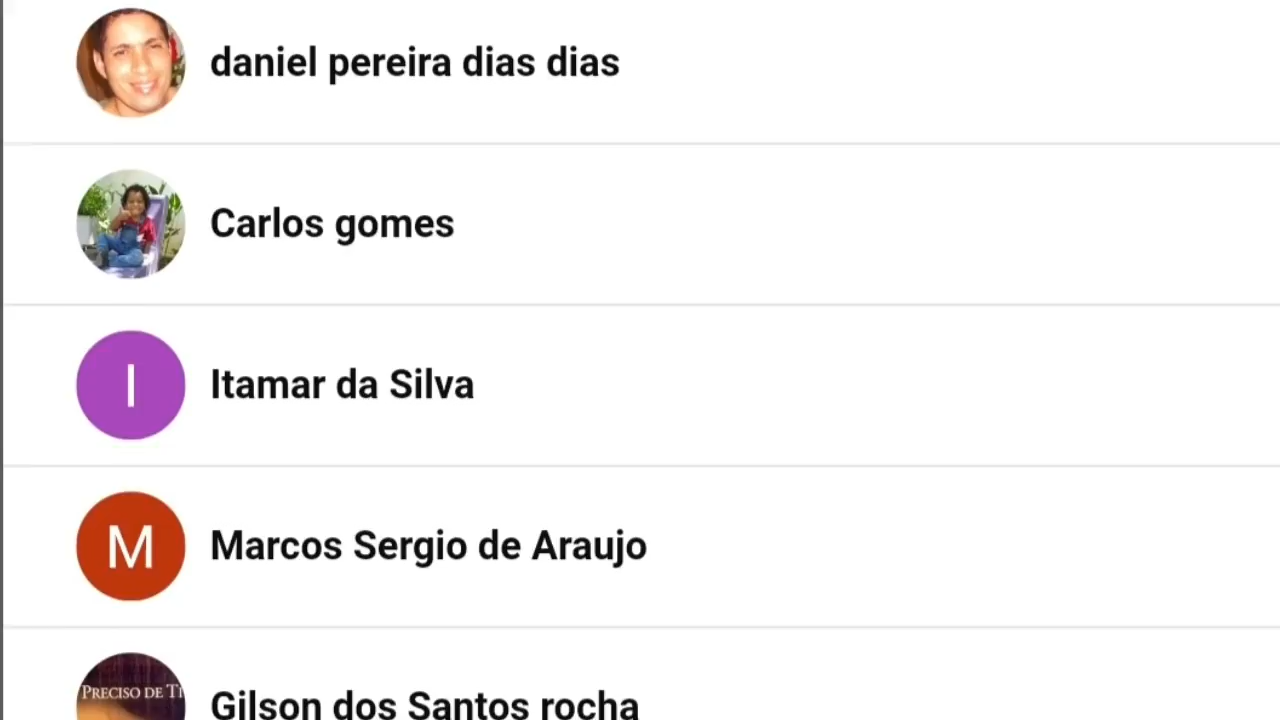 daniel pereira dias dias
Carlos gomes
I
Itamar da Silva
M
Marcos Sergio de Araujo
PRECISO DE TI
Gilson dos Santos rocha